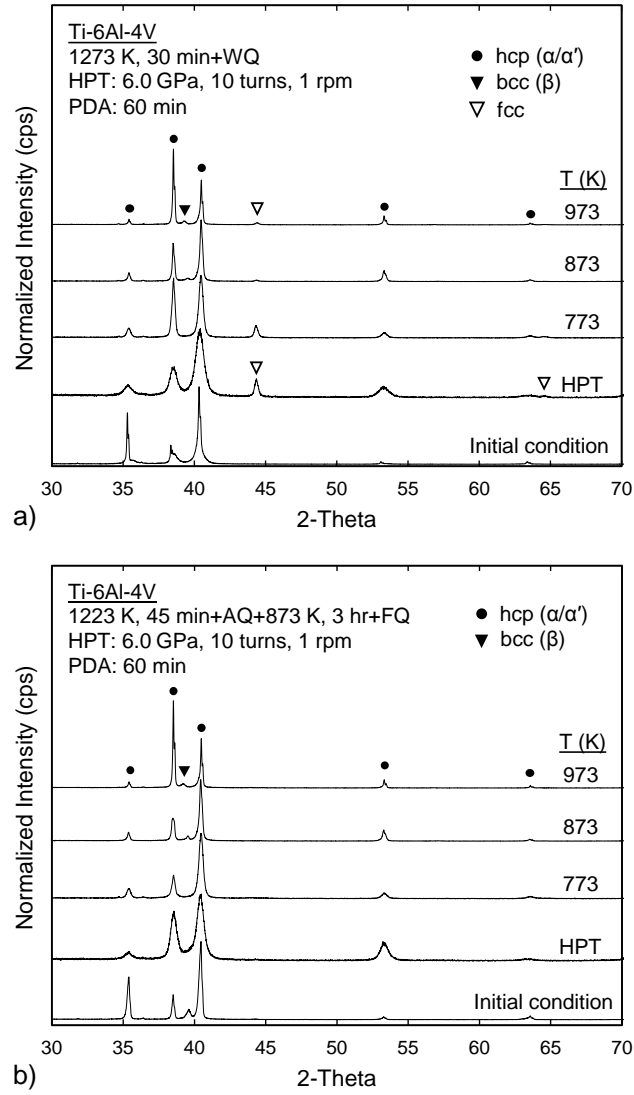 Ti-6Al-4V
1273 K, 30 min+WQ
HPT: 6.0 GPa, 10 turns, 1 rpm
PDA: 60 min
hcp (α/α′)
bcc (β)
fcc
T (K)
973
873
773
HPT
Initial condition
Normalized Intensity (cps)
30 35 40 45 50 55 60 65 70
2-Theta
a)
Ti-6Al-4V
1223 K, 45 min+AQ+873 K, 3 hr+FQ
HPT: 6.0 GPa, 10 turns, 1 rpm
PDA: 60 min
hcp (α/α′)
bcc (β)
T (K)
973
873
773
HPT
Initial condition
Normalized Intensity (cps)
30 35 40 45 50 55 60 65 70
2-Theta
b)